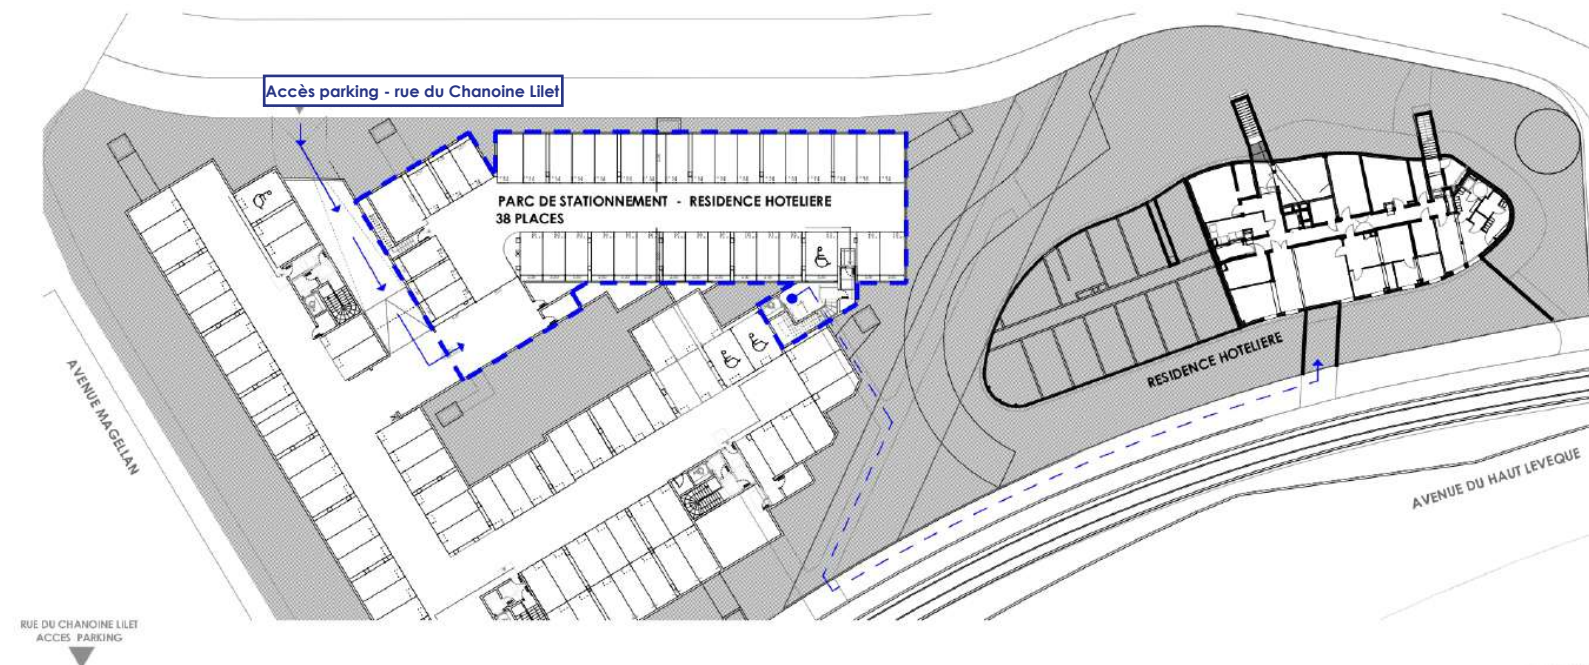 Accès parking - rue du Chanoine Lilet
PARC DE STATIONNEMENT - RESIDENCE HOTELIERE
38 PLACES
RESIDENCE HOTELIERE
AVENUE MAGELLAN
AVENUE DU HAUT LEVEQUE
RUE DU CHANOINE LILET
ACCES PARKING